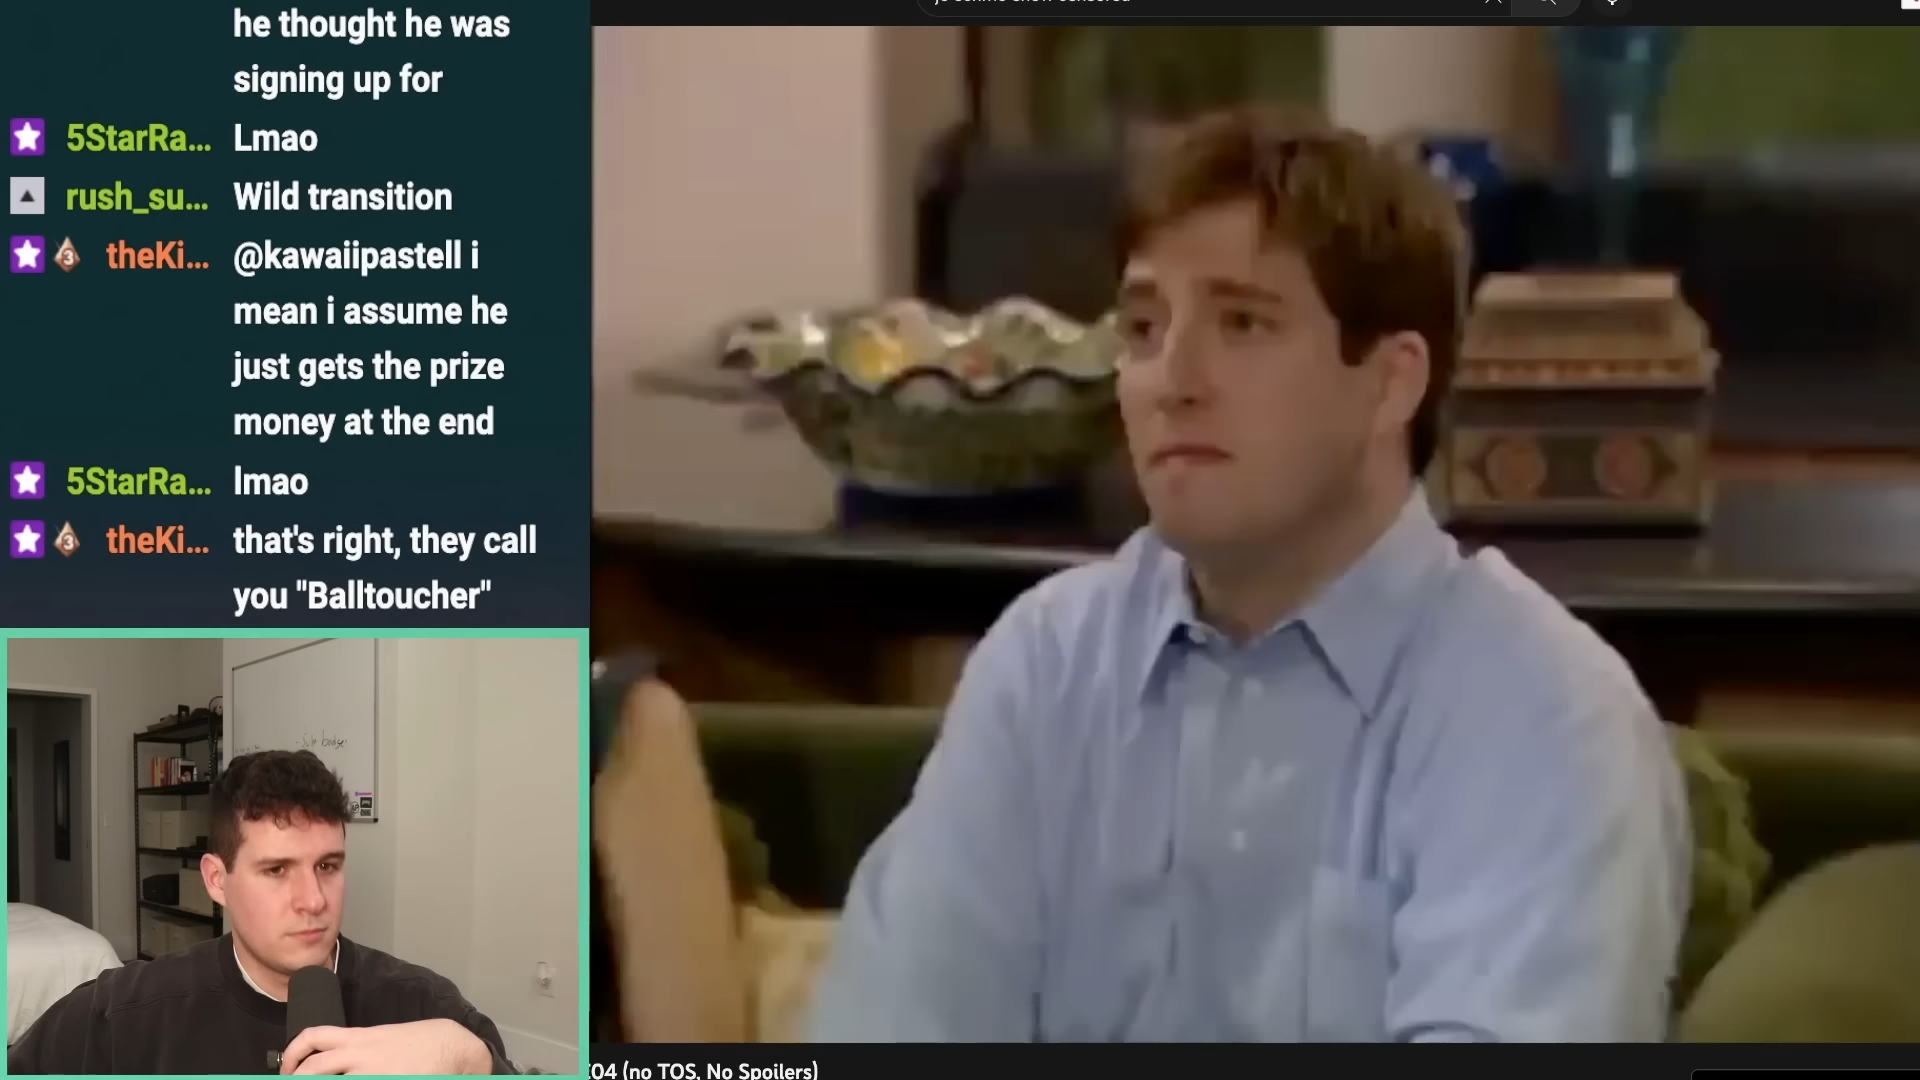 he thought he was
signing up for
5StarRa... Lmao
rush_su... Wild transition
theKi... @kawaiipastell i
mean i assume he
just gets the prize
money at the end
5StarRa... lmao
theKi... that's right, they call
you "Balltoucher"
E04 (no TOS, No Spoilers)